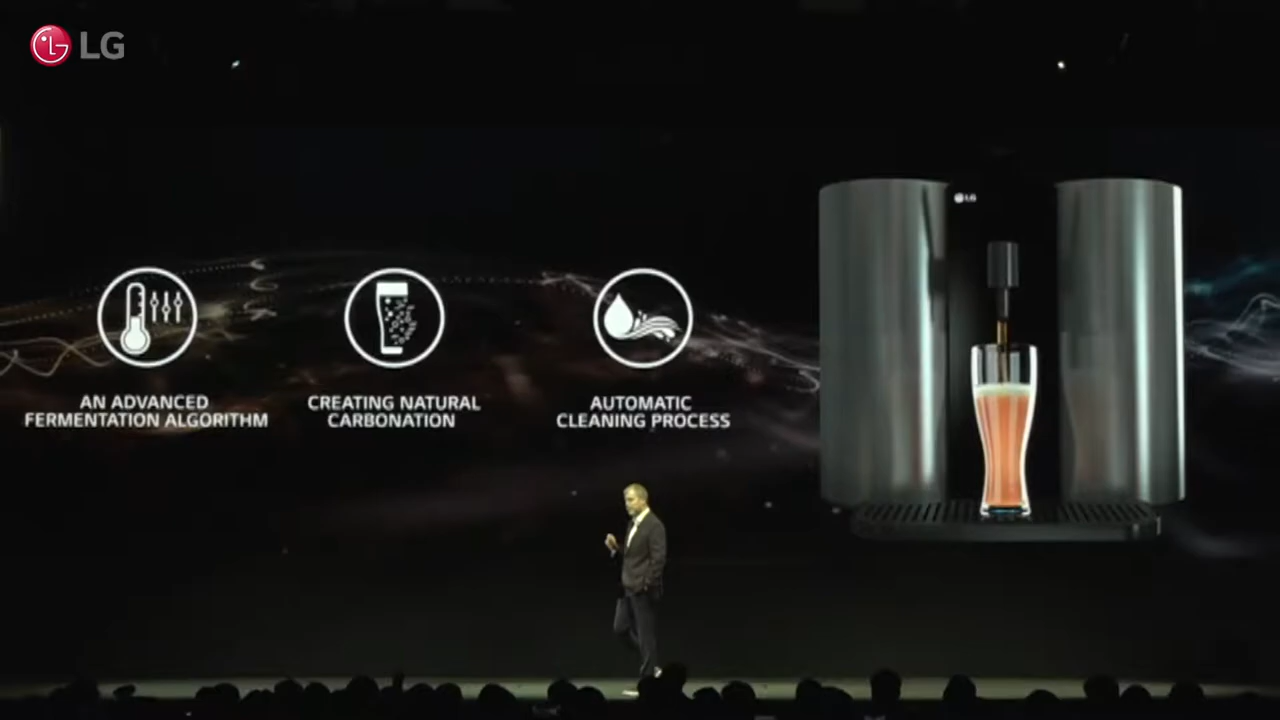 LG
LG
AN ADVANCED
FERMENTATION ALGORITHM
CREATING NATURAL
CARBONATION
AUTOMATIC
CLEANING PROCESS